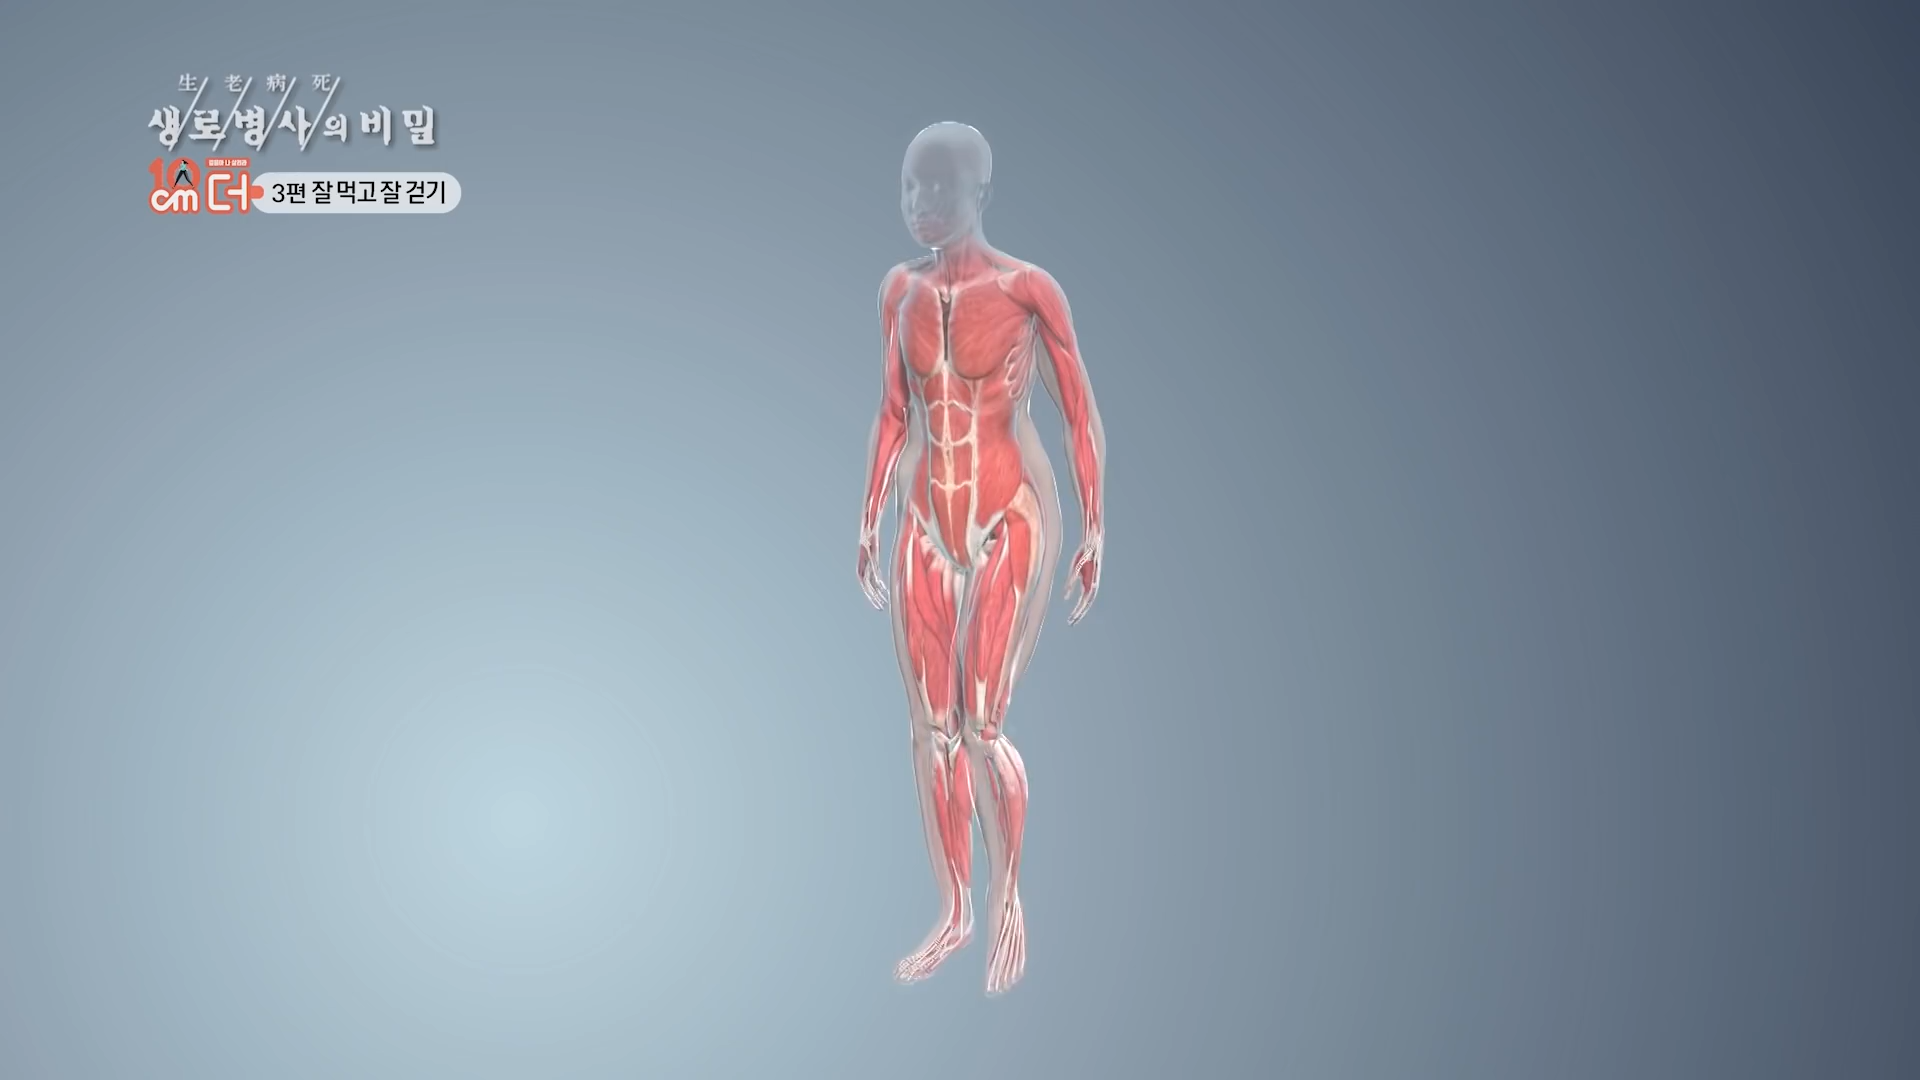 生 老 病 死
생로병사의 비밀
10cm 더
3편 잘 먹고 잘 걷기